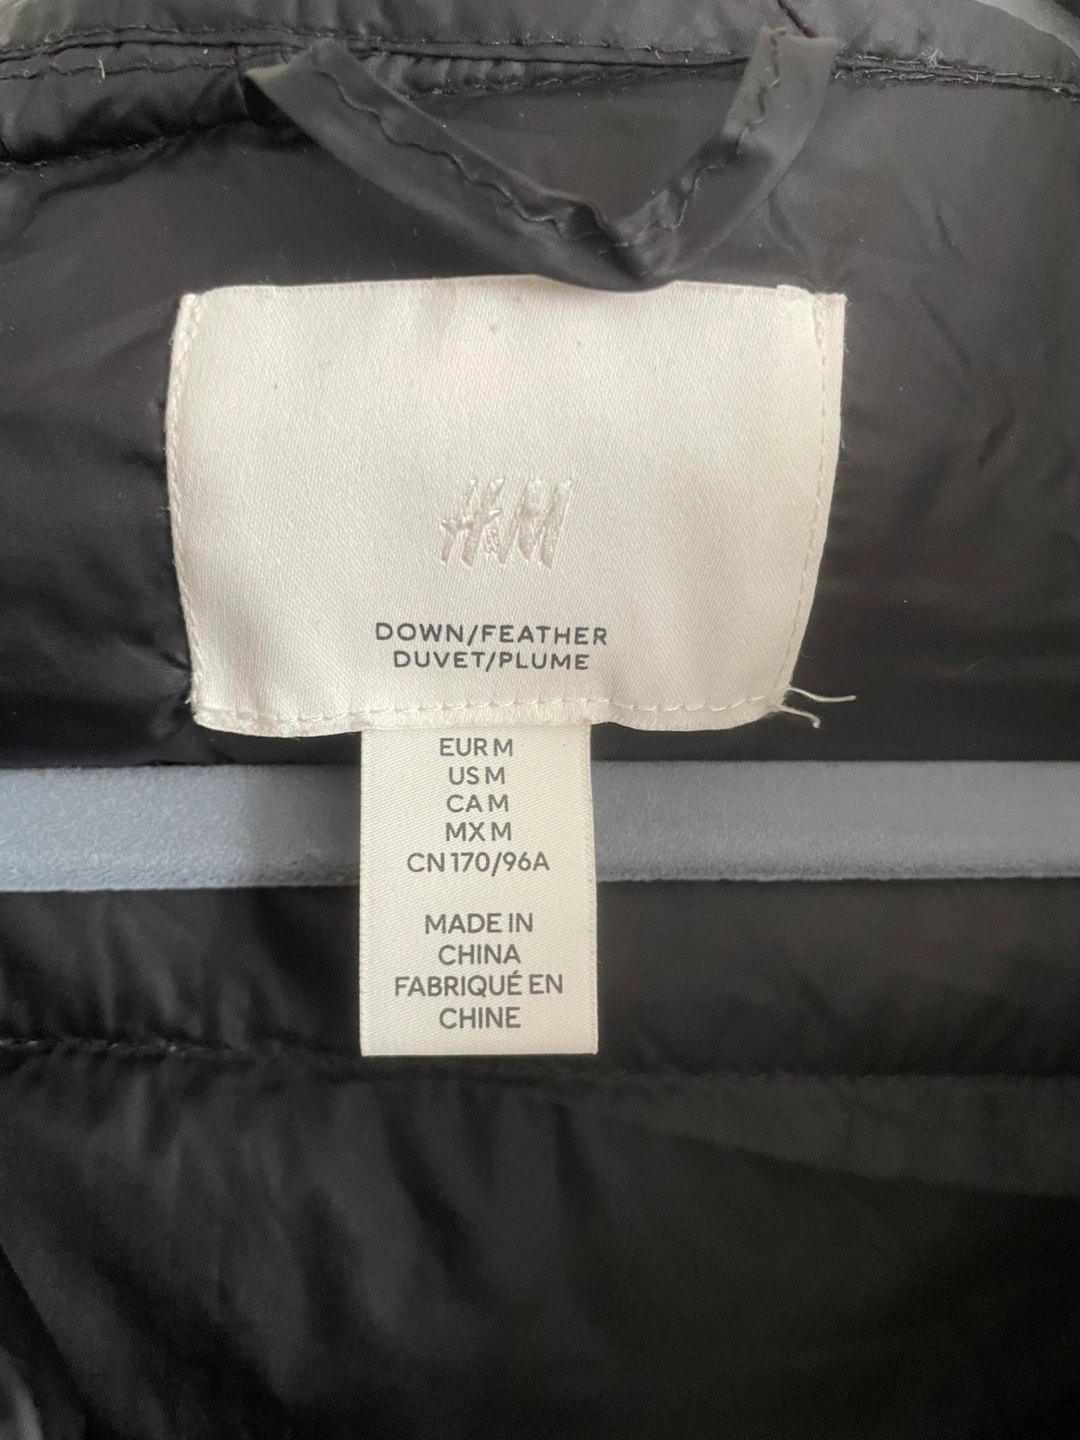 H&M
DOWN/FEATHER
DUVET/PLUME
EUR M
US M
CA M
MX M
CN 170/96A
MADE IN
CHINA
FABRIQUÉ EN
CHINE